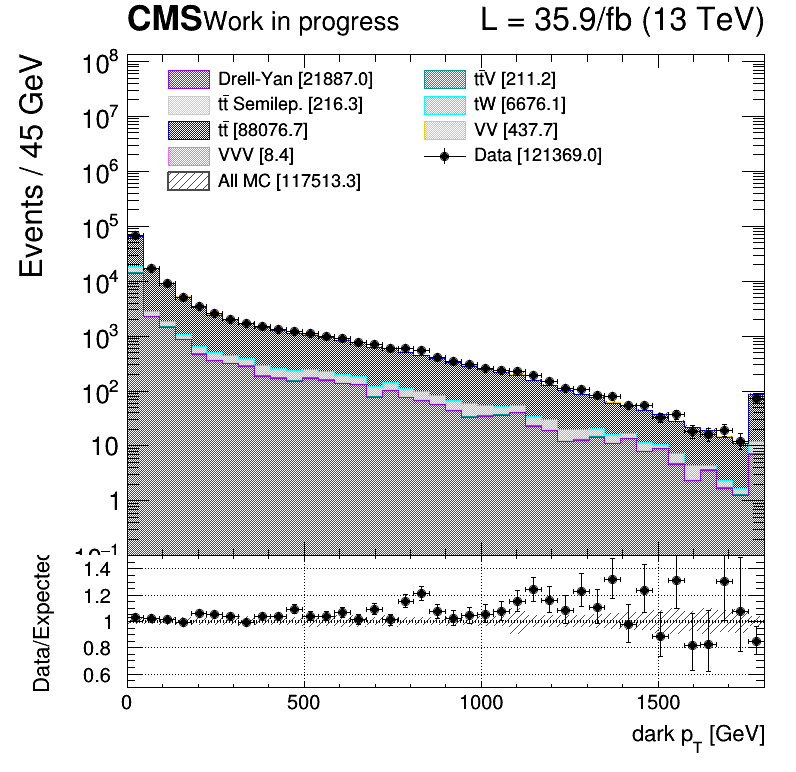 CMS Work in progress L = 35.9/fb (13 TeV)
Events / 45 GeV
10⁸
10⁷
10⁶
10⁵
10⁴
10³
10²
10
1
10⁻¹
Drell-Yan [21887.0]
tt̄ Semilep. [216.3]
tt̄ [88076.7]
VVV [8.4]
All MC [117513.3]
tt̄V [211.2]
tW [6676.1]
VV [437.7]
Data [121369.0]
Data/Expected
1.4
1.2
1
0.8
0.6
0 500 1000 1500
dark p_T [GeV]